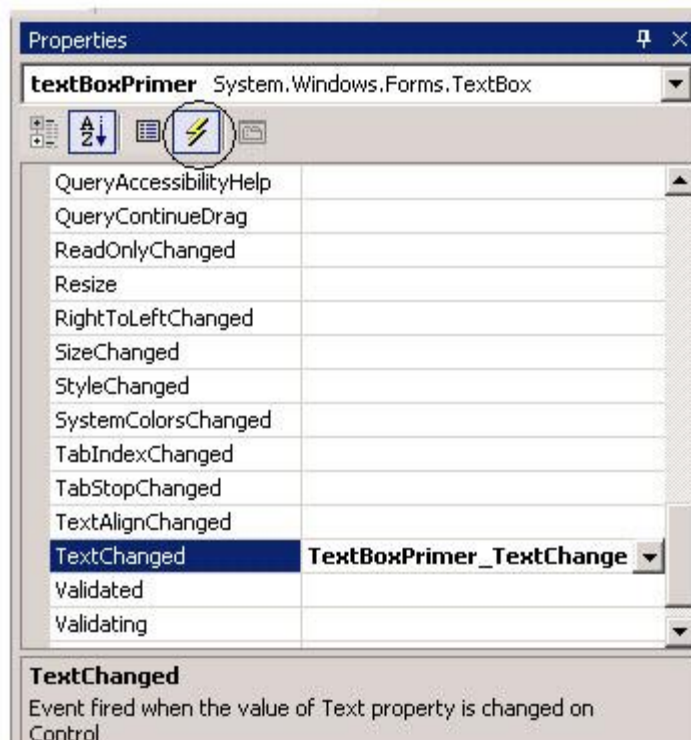 Properties
textBoxPrimer System.Windows.Forms.TextBox
A
Z
QueryAccessibilityHelp
QueryContinueDrag
ReadOnlyChanged
Resize
RightToLeftChanged
SizeChanged
StyleChanged
SystemColorsChanged
TabIndexChanged
TabStopChanged
TextAlignChanged
TextChanged TextBoxPrimer_TextChange
Validated
Validating
TextChanged
Event fired when the value of Text property is changed on
Control